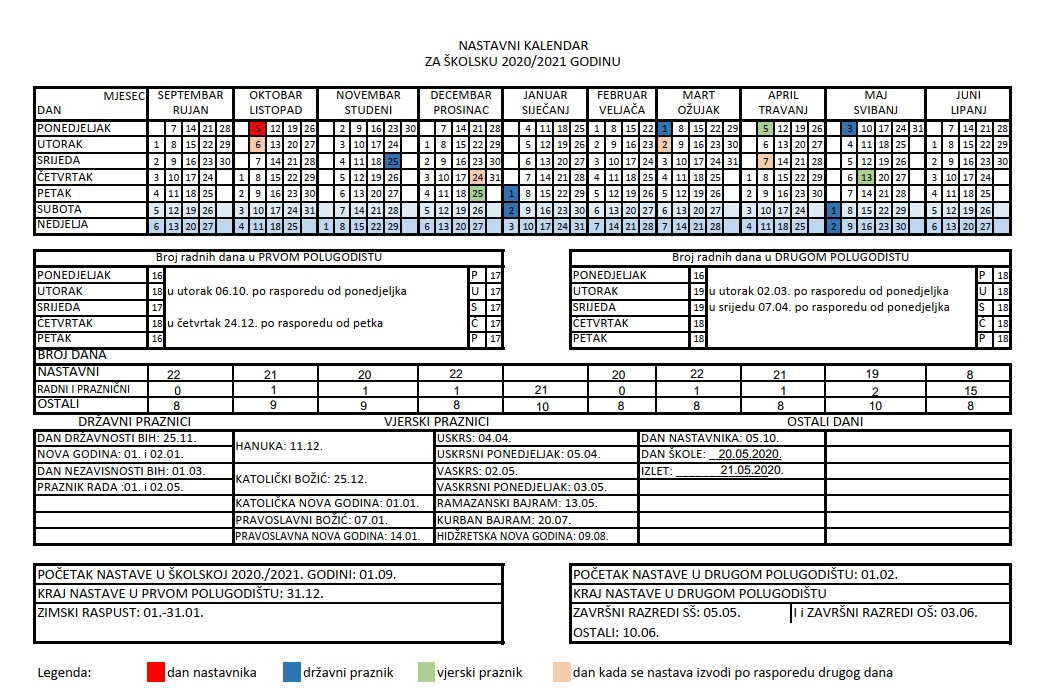 NASTAVNI KALENDAR
ZA ŠKOLSKU 2020/2021 GODINU
MJESEC SEPTEMBAR OKTOBAR NOVEMBAR DECEMBAR JANUAR FEBRUAR MART APRIL MAJ JUNI
DAN RUJAN LISTOPAD STUDENI PROSINAC SIJEČANJ VELJAČA OŽUJAK TRAVANJ SVIBANJ LIPANJ
PONEDJELJAK 7 14 21 28 5 12 19 26 2 9 16 23 30 7 14 21 28 4 11 18 25 1 8 15 22 1 8 15 22 29 5 12 19 26 3 10 17 24 31 7 14 21 28
UTORAK 1 8 15 22 29 6 13 20 27 3 10 17 24 1 8 15 22 29 5 12 19 26 2 9 16 23 2 9 16 23 30 6 13 20 27 4 11 18 25 1 8 15 22 29
SRIJEDA 2 9 16 23 30 7 14 21 28 4 11 18 25 2 9 16 23 30 6 13 20 27 3 10 17 24 3 10 17 24 31 7 14 21 28 5 12 19 26 2 9 16 23 30
ČETVRTAK 3 10 17 24 1 8 15 22 29 5 12 19 26 3 10 17 24 31 7 14 21 28 4 11 18 25 4 11 18 25 1 8 15 22 29 6 13 20 27 3 10 17 24
PETAK 4 11 18 25 2 9 16 23 30 6 13 20 27 4 11 18 25 1 8 15 22 29 5 12 19 26 5 12 19 26 2 9 16 23 30 7 14 21 28 4 11 18 25
SUBOTA 5 12 19 26 3 10 17 24 31 7 14 21 28 5 12 19 26 2 9 16 23 30 6 13 20 27 6 13 20 27 3 10 17 24 1 8 15 22 29 5 12 19 26
NEDJELJA 6 13 20 27 4 11 18 25 1 8 15 22 29 6 13 20 27 3 10 17 24 31 7 14 21 28 7 14 21 28 4 11 18 25 2 9 16 23 30 6 13 20 27
Broj radnih dana u PRVOM POLUGODIŠTU
PONEDJELJAK 16 P 17
UTORAK 18 u utorak 06.10. po rasporedu od ponedjeljka U 17
SRIJEDA 17 S 17
ČETVRTAK 18 u četvrtak 24.12. po rasporedu od petka Č 17
PETAK 16 P 17
Broj radnih dana u DRUGOM POLUGODIŠTU
PONEDJELJAK 16 P 18
UTORAK 19 u utorak 02.03. po rasporedu od ponedjeljka U 18
SRIJEDA 19 u srijedu 07.04. po rasporedu od ponedjeljka S 18
ČETVRTAK 18 Č 18
PETAK 18 P 18
BROJ DANA
NASTAVNI 22 21 20 22 20 22 21 19 8
RADNI I PRAZNIČNI 0 1 1 1 21 0 1 1 2 15
OSTALI 8 9 9 8 10 8 8 8 10 8
DRŽAVNI PRAZNICI
DAN DRŽAVNOSTI BIH: 25.11.
NOVA GODINA: 01. i 02.01.
DAN NEZAVISNOSTI BIH: 01.03.
PRAZNIK RADA :01. i 02.05.
VJERSKI PRAZNICI
HANUKA: 11.12.
KATOLIČKI BOŽIĆ: 25.12.
KATOLIČKA NOVA GODINA: 01.01.
PRAVOSLAVNI BOŽIĆ: 07.01.
PRAVOSLAVNA NOVA GODINA: 14.01.
USKRS: 04.04.
USKRSNI PONEDJELJAK: 05.04.
VASKRS: 02.05.
VASKRSNI PONEDJELJAK: 03.05.
RAMAZANSKI BAJRAM: 13.05.
KURBAN BAJRAM: 20.07.
HIDŽRETSKA NOVA GODINA: 09.08.
OSTALI DANI
DAN NASTAVNIKA: 05.10.
DAN ŠKOLE: 20.05.2020.
IZLET: 21.05.2020.
POČETAK NASTAVE U ŠKOLSKOJ 2020./2021. GODINI: 01.09.
KRAJ NASTAVE U PRVOM POLUGODIŠTU: 31.12.
ZIMSKI RASPUST: 01.-31.01.
POČETAK NASTAVE U DRUGOM POLUGODIŠTU: 01.02.
KRAJ NASTAVE U DRUGOM POLUGODIŠTU
ZAVRŠNI RAZREDI SŠ: 05.05. I i ZAVRŠNI RAZREDI OŠ: 03.06.
OSTALI: 10.06.
Legenda: dan nastavnika državni praznik vjerski praznik dan kada se nastava izvodi po rasporedu drugog dana